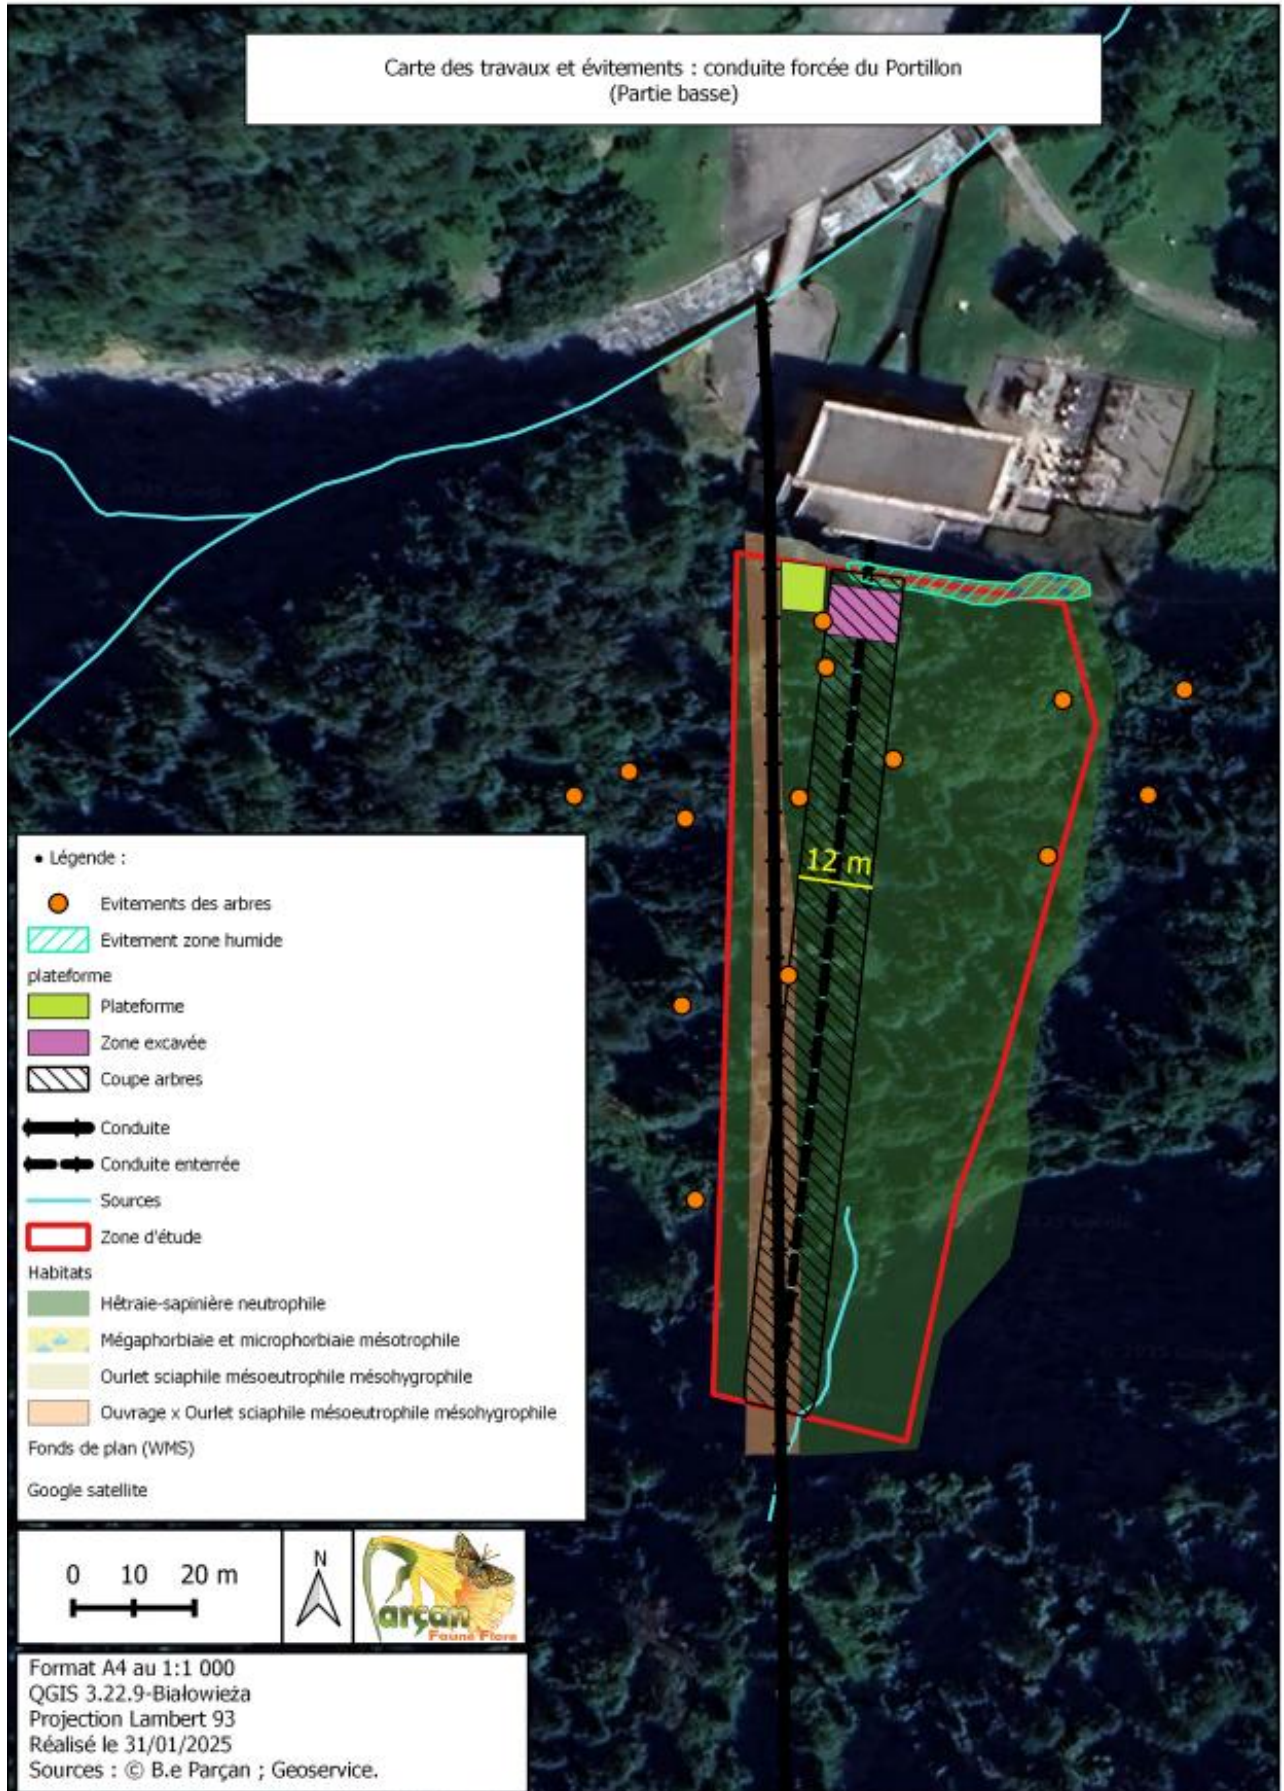 Carte des travaux et évitements : conduite forcée du Portillon
(Partie basse)
12 m
• Légende :
Evitements des arbres
Evitement zone humide
plateforme
Plateforme
Zone excavée
Coupe arbres
Conduite
Conduite enterrée
Sources
Zone d'étude
Habitats
Hêtraie-sapinière neutrophile
Mégaphorbiaie et microphorbiaie mésotrophile
Ourlet sciaphile mésoeutrophile mésohygrophile
Ouvrage x Ourlet sciaphile mésoeutrophile mésohygrophile
Fonds de plan (WMS)
Google satellite
0 10 20 m
N
Parçan
Faune Flore
Format A4 au 1:1 000
QGIS 3.22.9-Białowieża
Projection Lambert 93
Réalisé le 31/01/2025
Sources : © B.e Parçan ; Geoservice.